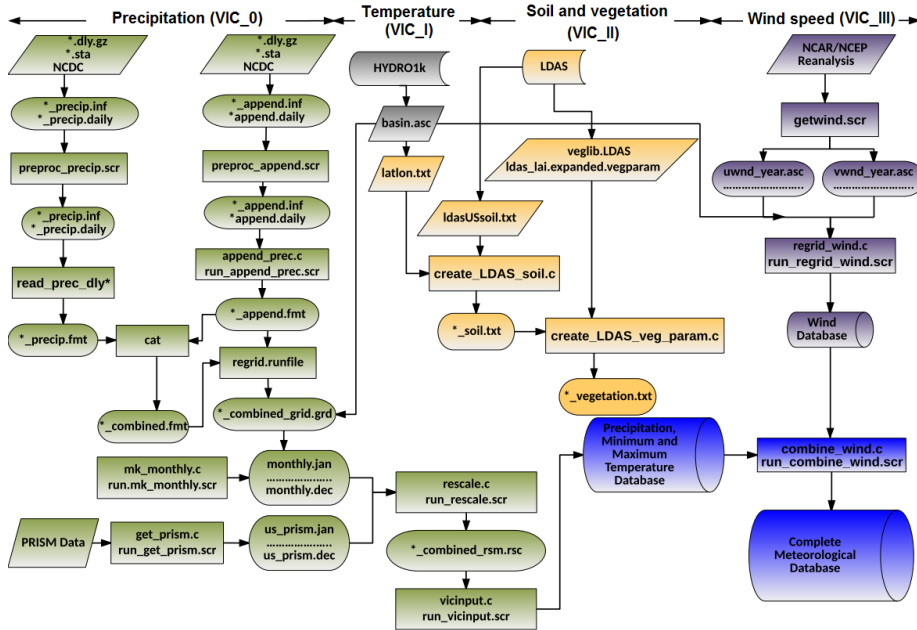 Precipitation (VIC_0)
Temperature
(VIC_I)
Soil and vegetation
(VIC_II)
Wind speed (VIC_III)
*.dly.gz
*.sta
NCDC
*_precip.inf
*_precip.daily
preproc_precip.scr
*_precip.inf
*_precip.daily
read_prec_dly*
*_precip.fmt
cat
*_combined.fmt
*.dly.gz
*.sta
NCDC
*_append.inf
*append.daily
preproc_append.scr
*_append.inf
*append.daily
append_prec.c
run_append_prec.scr
*_append.fmt
regrid.runfile
*_combined_grid.grd
mk_monthly.c
run.mk_monthly.scr
monthly.jan
.....................
monthly.dec
PRISM Data
get_prism.c
run_get_prism.scr
us_prism.jan
.....................
us_prism.dec
rescale.c
run_rescale.scr
*_combined_rsm.rsc
vicinput.c
run_vicinput.scr
HYDRO1k
basin.asc
latlon.txt
LDAS
veglib.LDAS
ldas_lai.expanded.vegparam
ldasUSsoil.txt
create_LDAS_soil.c
*_soil.txt
create_LDAS_veg_param.c
*_vegetation.txt
Precipitation,
Minimum and
Maximum
Temperature
Database
NCAR/NCEP
Reanalysis
getwind.scr
uwnd_year.asc
.....................
vwnd_year.asc
.....................
regrid_wind.c
run_regrid_wind.scr
Wind
Database
combine_wind.c
run_combine_wind.scr
Complete
Meteorological
Database